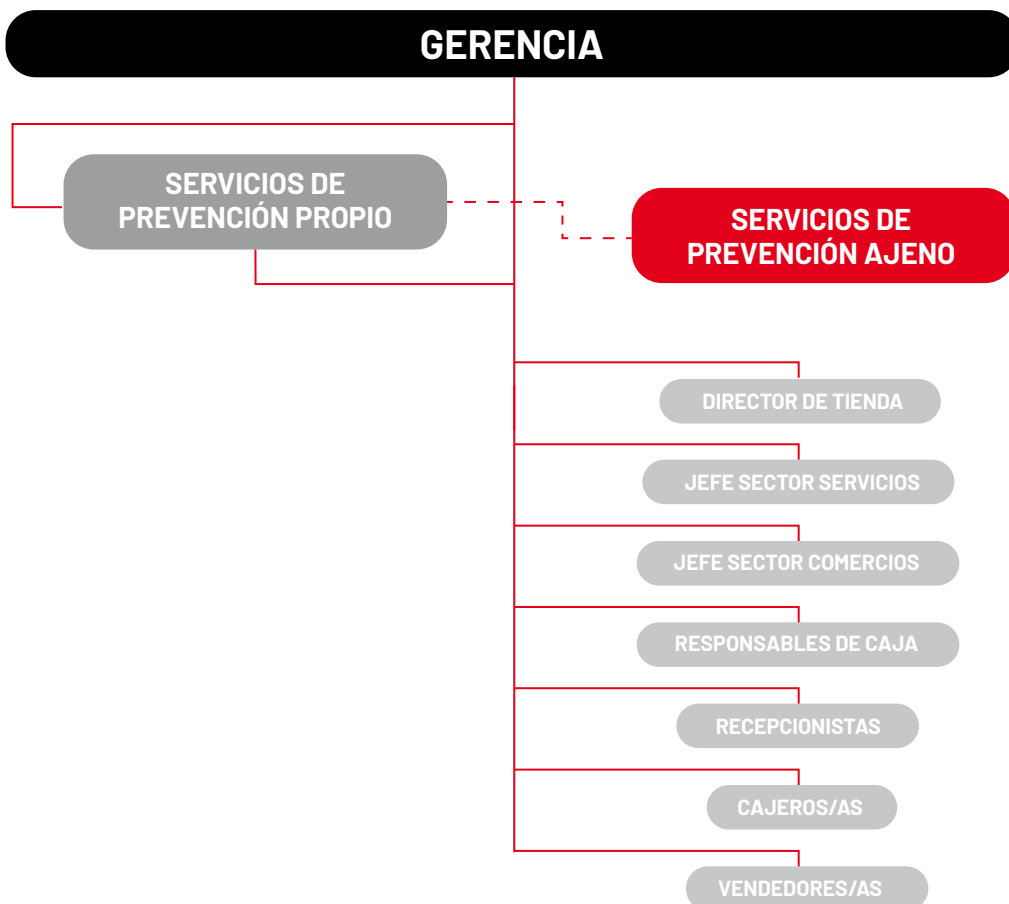 GERENCIA
SERVICIOS DE
PREVENCIÓN PROPIO
SERVICIOS DE
PREVENCIÓN AJENO
DIRECTOR DE TIENDA
JEFE SECTOR SERVICIOS
JEFE SECTOR COMERCIOS
RESPONSABLES DE CAJA
RECEPCIONISTAS
CAJEROS/AS
VENDEDORES/AS